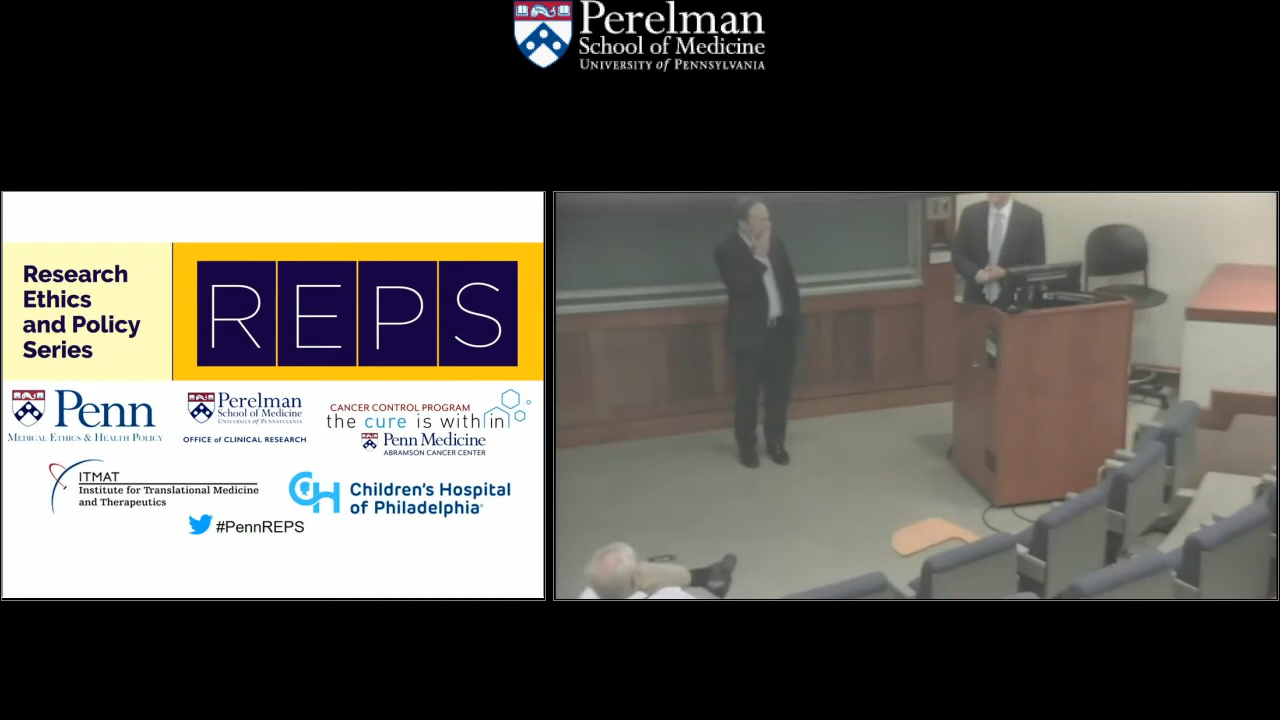 Perelman
School of Medicine
UNIVERSITY of PENNSYLVANIA
Research
Ethics
and Policy
Series
REPS
Penn
MEDICAL ETHICS & HEALTH POLICY
Perelman
School of Medicine
UNIVERSITY of PENNSYLVANIA
OFFICE of CLINICAL RESEARCH
CANCER CONTROL PROGRAM
the cure is within
Penn Medicine
ABRAMSON CANCER CENTER
ITMAT
Institute for Translational Medicine
and Therapeutics
CH
Children's Hospital
of Philadelphia®
#PennREPS